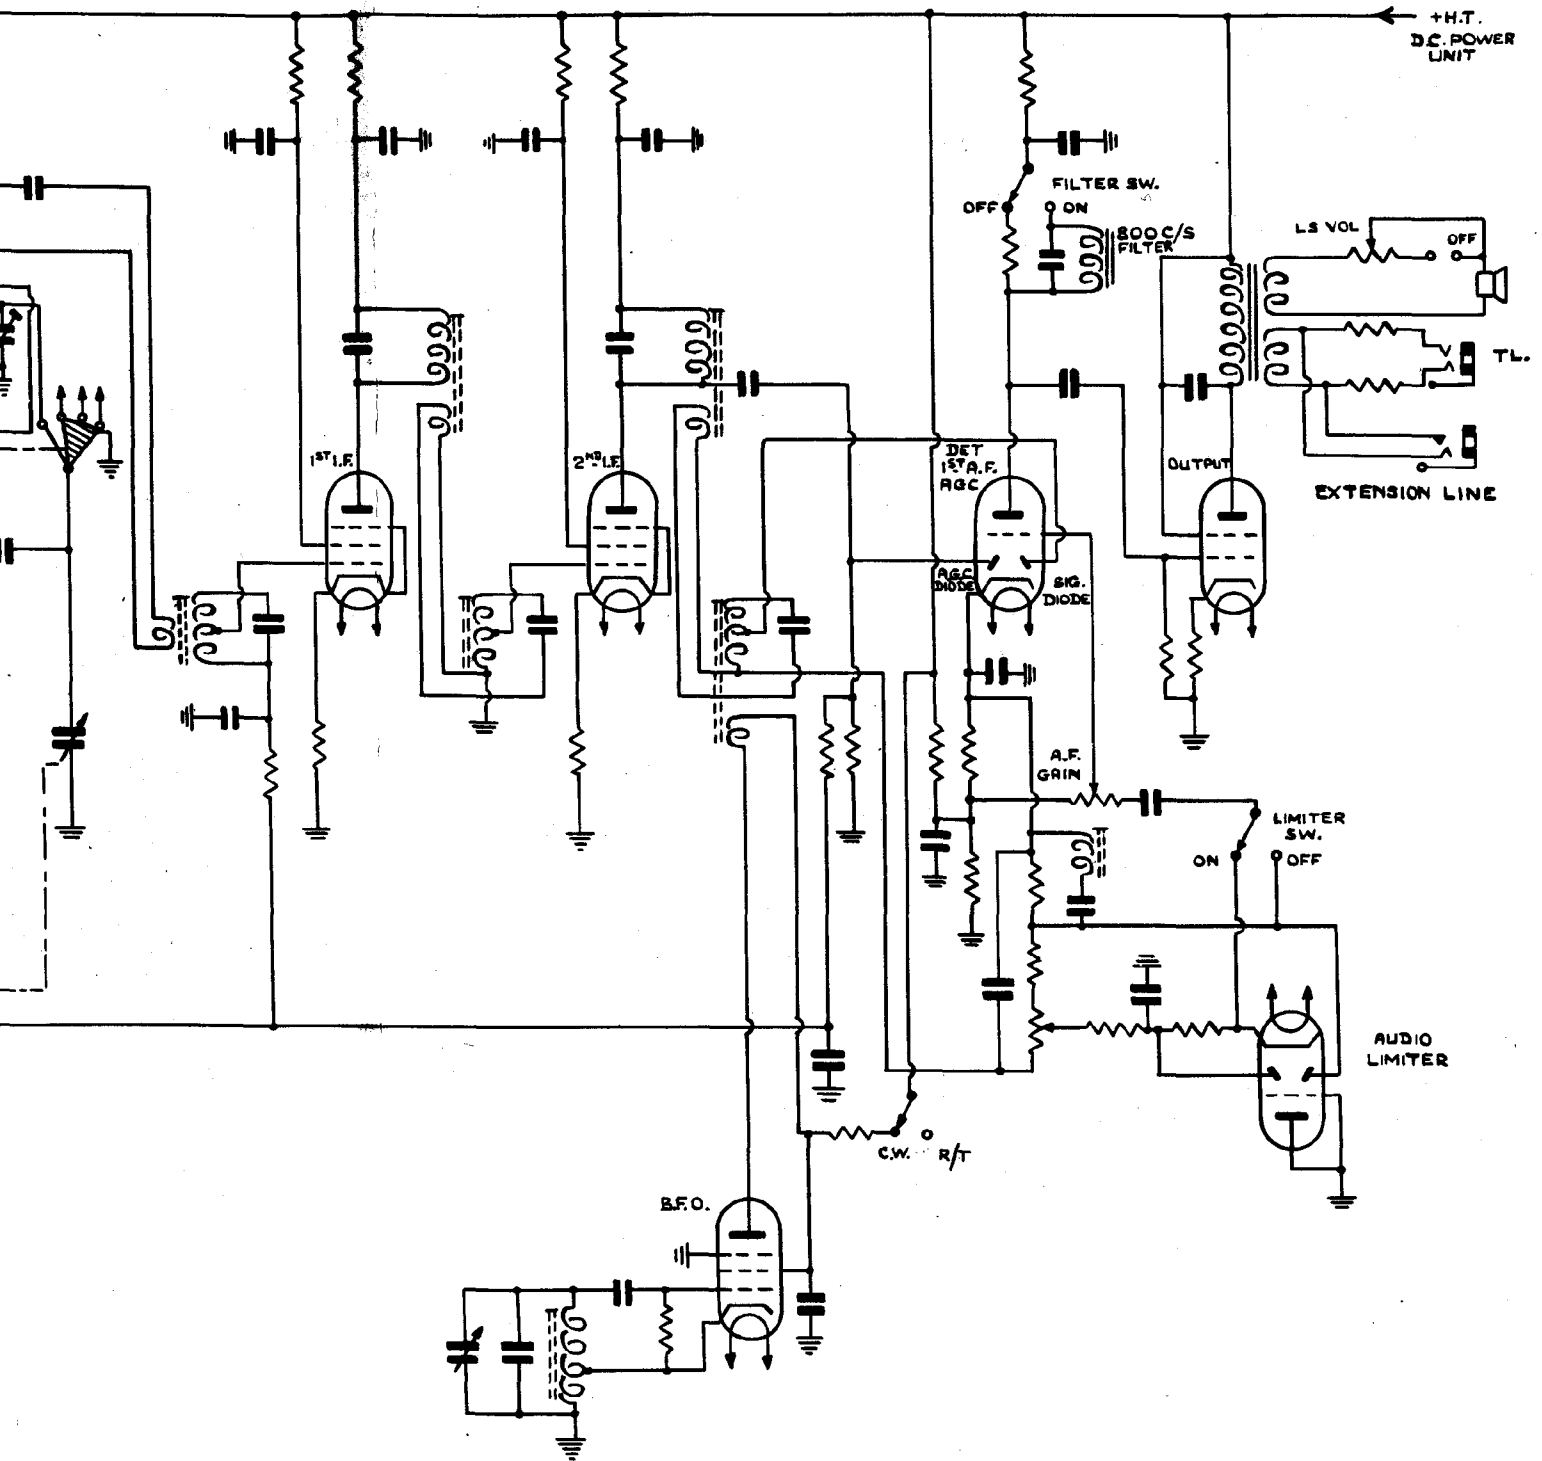 +H.T.
D.C. POWER
UNIT
FILTER SW.
OFF
ON
800 C/S
FILTER
LS VOL
OFF
TL.
1ST I.F.
2ND I.F.
DET
1ST A.F.
AGC.
OUTPUT
EXTENSION LINE
A.G.C.
DIODE
SIG.
DIODE
A.F.
GAIN
LIMITER
SW.
ON
OFF
AUDIO
LIMITER
C.W.
R/T
B.F.O.